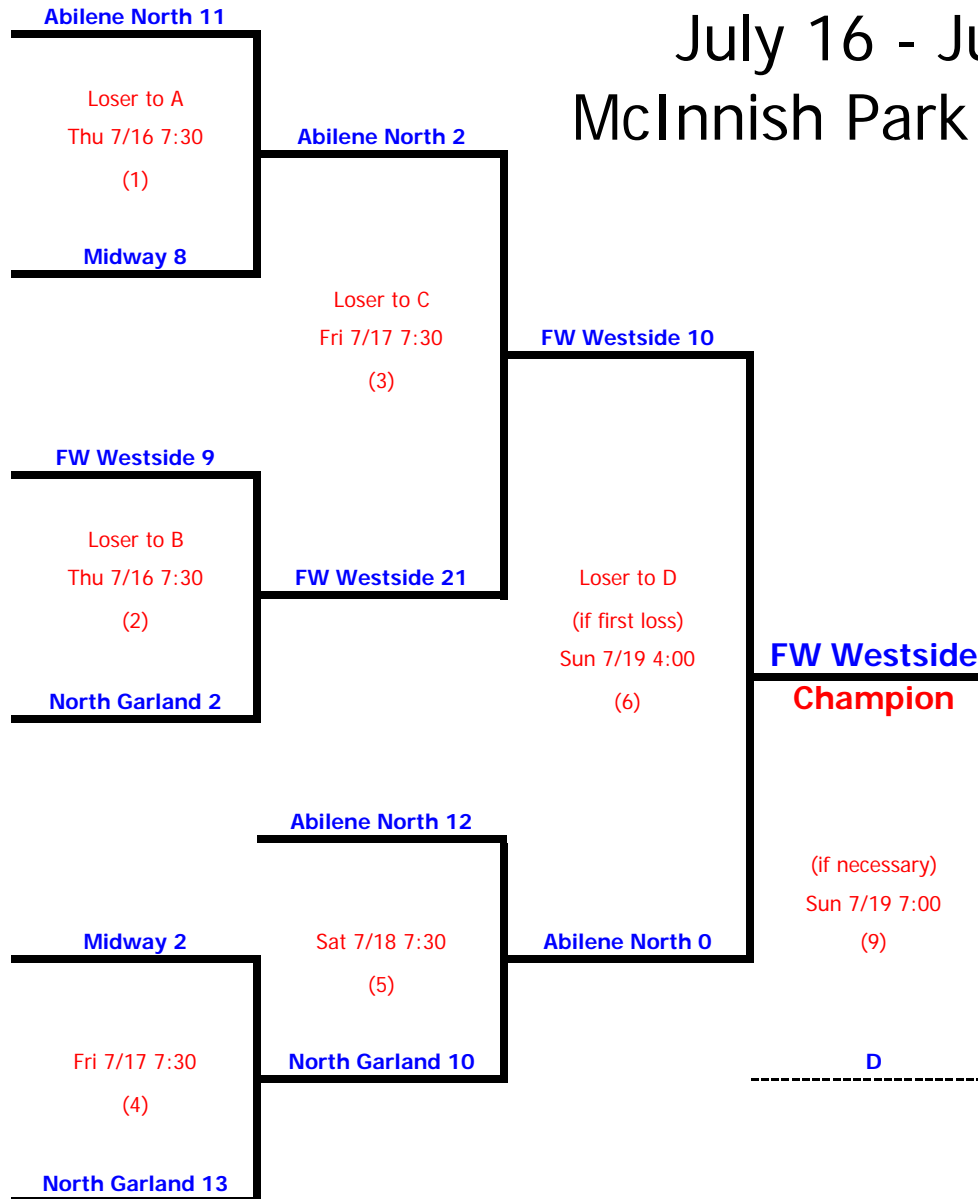 Abilene North 11
July 16 - Ju
Loser to A
Thu 7/16 7:30
(1)
McInnish Park
Abilene North 2
Midway 8
Loser to C
Fri 7/17 7:30
(3)
FW Westside 10
FW Westside 9
Loser to B
Thu 7/16 7:30
(2)
FW Westside 21
North Garland 2
Loser to D
(if first loss)
Sun 7/19 4:00
(6)
FW Westside
Champion
Abilene North 12
(if necessary)
Sun 7/19 7:00
(9)
Midway 2
Sat 7/18 7:30
(5)
Abilene North 0
Fri 7/17 7:30
(4)
North Garland 10
D
North Garland 13